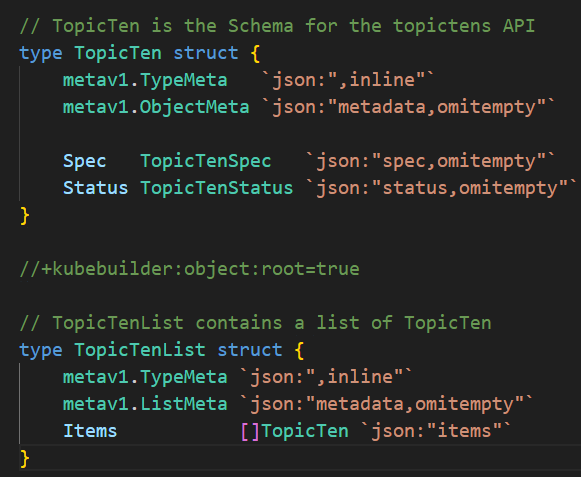 // TopicTen is the Schema for the topictens API
type TopicTen struct {
    metav1.TypeMeta   `json:",inline"`
    metav1.ObjectMeta `json:"metadata,omitempty"`

    Spec   TopicTenSpec   `json:"spec,omitempty"`
    Status TopicTenStatus `json:"status,omitempty"`
}

//+kubebuilder:object:root=true

// TopicTenList contains a list of TopicTen
type TopicTenList struct {
    metav1.TypeMeta `json:",inline"`
    metav1.ListMeta `json:"metadata,omitempty"`
    Items           []TopicTen `json:"items"`
}